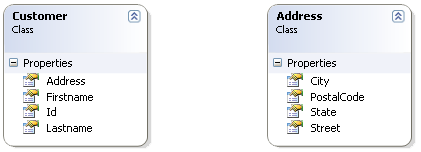 Customer
Class
Properties
Address
Firstname
Id
Lastname
Address
Class
Properties
City
PostalCode
State
Street